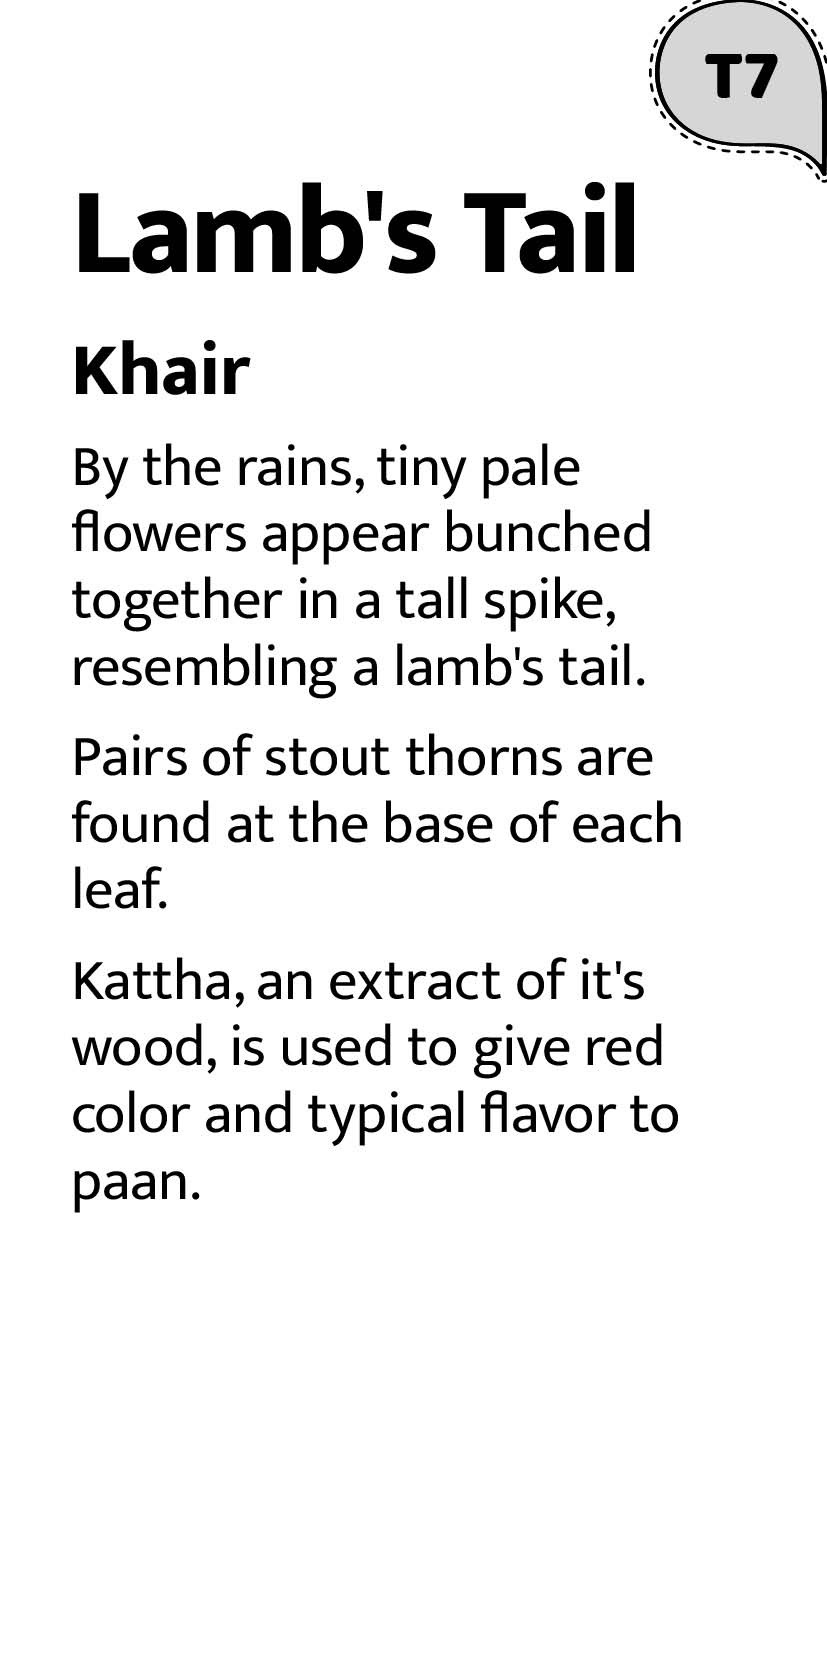 T7
Lamb's Tail
Khair
By the rains, tiny pale
flowers appear bunched
together in a tall spike,
resembling a lamb's tail.
Pairs of stout thorns are
found at the base of each
leaf.
Kattha, an extract of it's
wood, is used to give red
color and typical flavor to
paan.